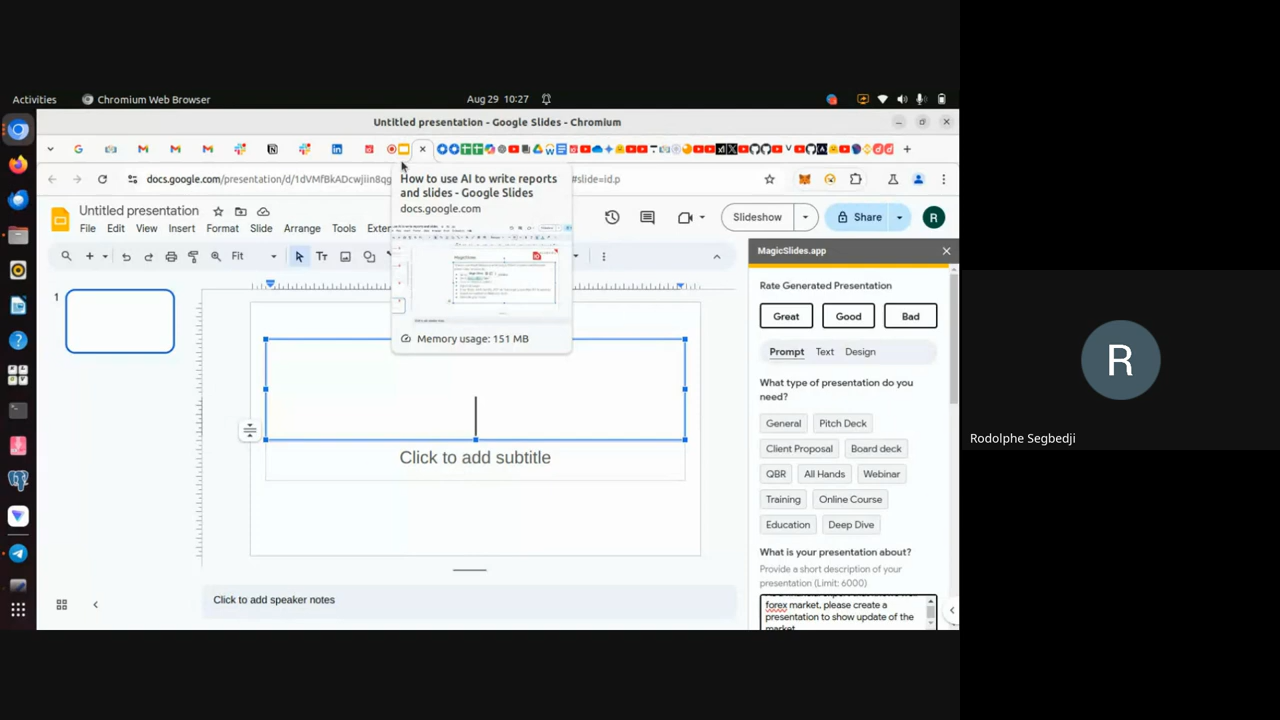 Activities
Chromium Web Browser
Aug 29 10:27
Untitled presentation - Google Slides - Chromium
docs.google.com/presentation/d/1dVMfBkADcwjiin8qg
#slide=id.p
How to use AI to write reports
and slides - Google Slides
docs.google.com
Memory usage: 151 MB
Untitled presentation
File Edit View Insert Format Slide Arrange Tools Exter
Slideshow
Share
R
Fit
MagicSlides.app
1
Rate Generated Presentation
Great Good Bad
Prompt Text Design
What type of presentation do you
need?
General Pitch Deck
Client Proposal Board deck
QBR All Hands Webinar
Training Online Course
Education Deep Dive
Click to add subtitle
What is your presentation about?
Provide a short description of your
presentation (Limit: 6000)
forex market, please create a
presentation to show update of the
market
Click to add speaker notes
R
Rodolphe Segbedji